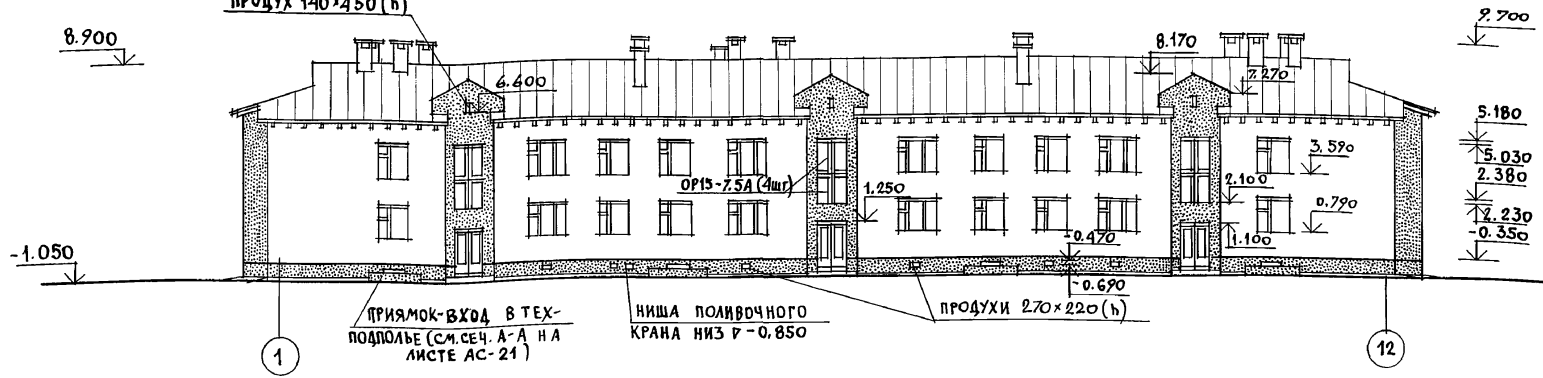 ПРОДУХ 140×450 (h)
8.900
9.700
8.170
7.270
6.600
5.180
5.030
3.590
2.380
ОР15-7.5А (4шт)
1.250
2.100
0.790
2.230
-0.350
-1.050
-0.470
1.100
-0.690
ПРИЯМОК-ВХОД В ТЕХ-
ПОДПОЛЬЕ (СМ. СЕЧ. А-А НА
ЛИСТЕ АС-21)
НИША ПОЛИВОЧНОГО
КРАНА НИЗ ∇ -0,850
ПРОДУХИ 270×220 (h)
1
12